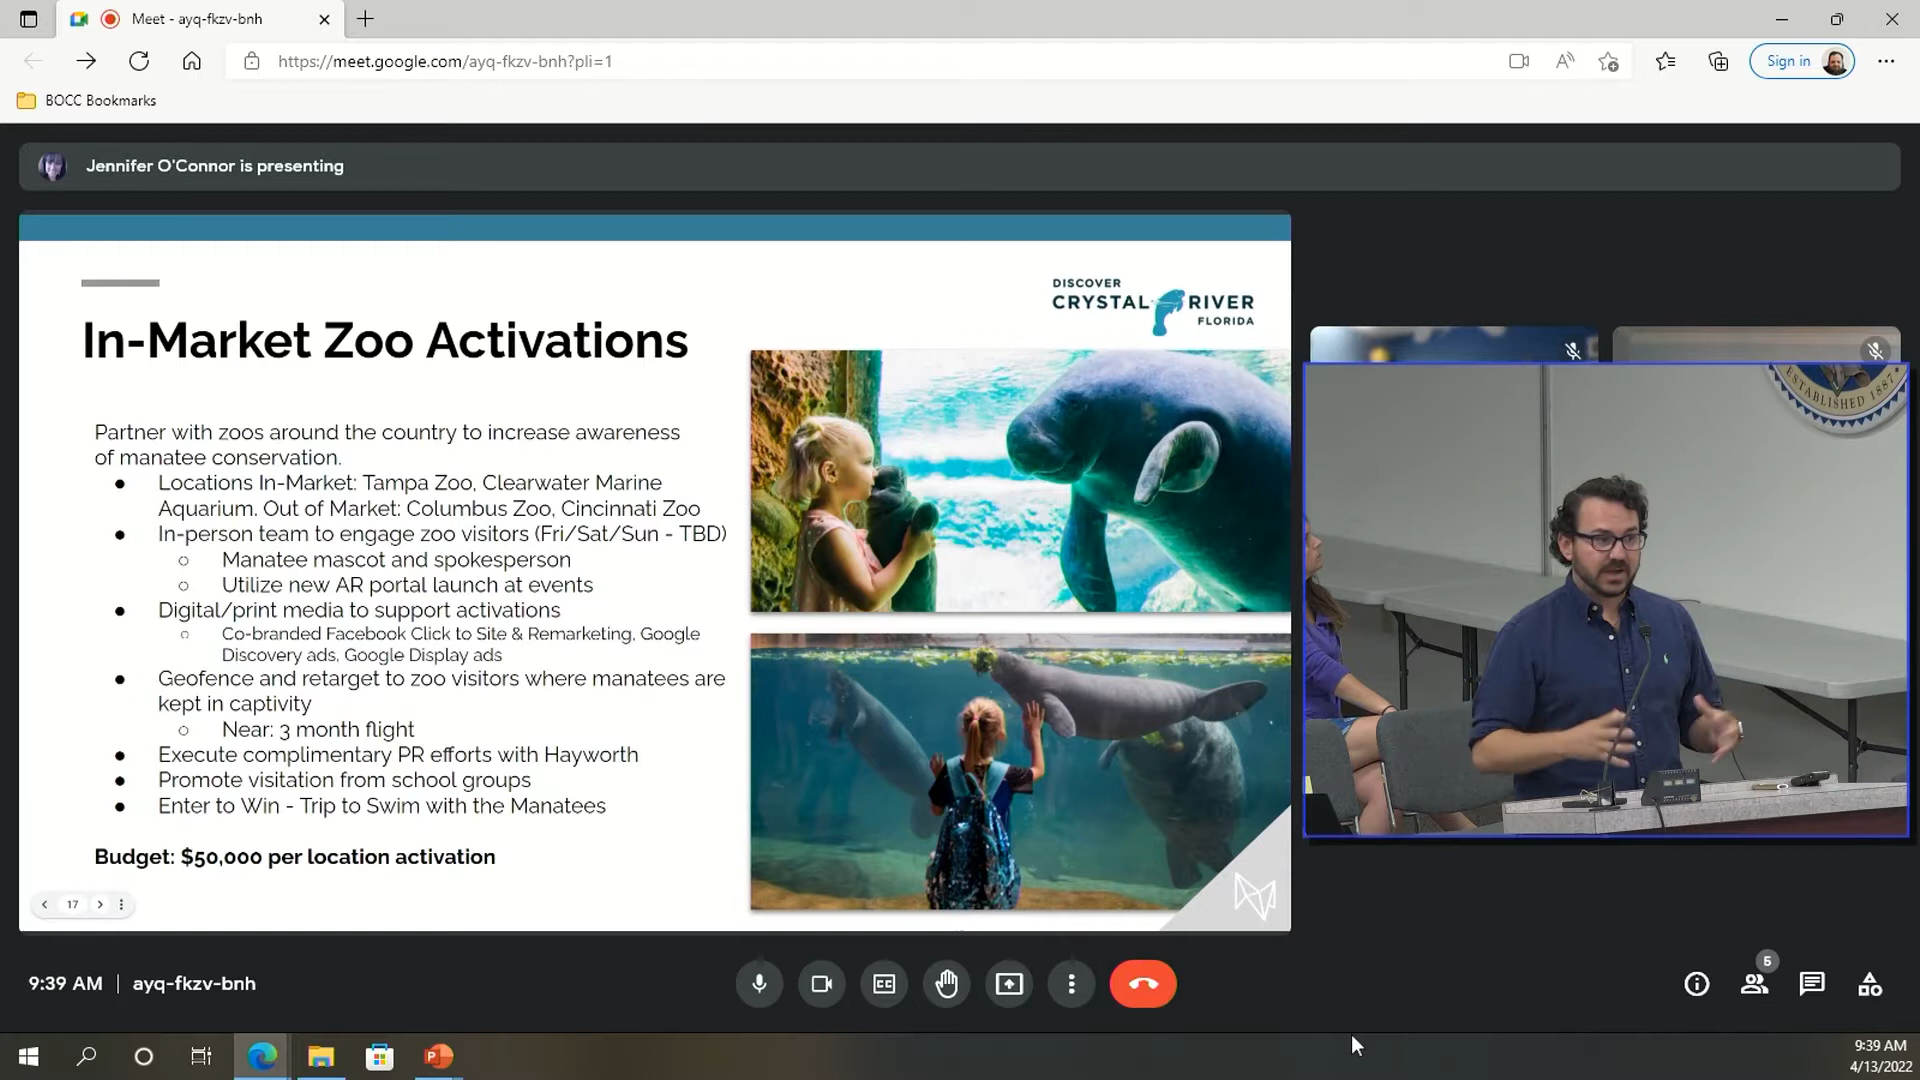 Meet - ayq-fkzv-bnh
https://meet.google.com/ayq-fkzv-bnh?pli=1
Sign in
BOCC Bookmarks
Jennifer O'Connor is presenting
DISCOVER
CRYSTAL RIVER
FLORIDA
In-Market Zoo Activations
Partner with zoos around the country to increase awareness
of manatee conservation.
● Locations In-Market: Tampa Zoo, Clearwater Marine
Aquarium. Out of Market: Columbus Zoo, Cincinnati Zoo
● In-person team to engage zoo visitors (Fri/Sat/Sun - TBD)
○ Manatee mascot and spokesperson
○ Utilize new AR portal launch at events
● Digital/print media to support activations
○ Co-branded Facebook Click to Site & Remarketing, Google
Discovery ads, Google Display ads
● Geofence and retarget to zoo visitors where manatees are
kept in captivity
○ Near: 3 month flight
● Execute complimentary PR efforts with Hayworth
● Promote visitation from school groups
● Enter to Win - Trip to Swim with the Manatees
Budget: $50,000 per location activation
17
ESTABLISHED 1887
9:39 AM | ayq-fkzv-bnh
5
9:39 AM
4/13/2022